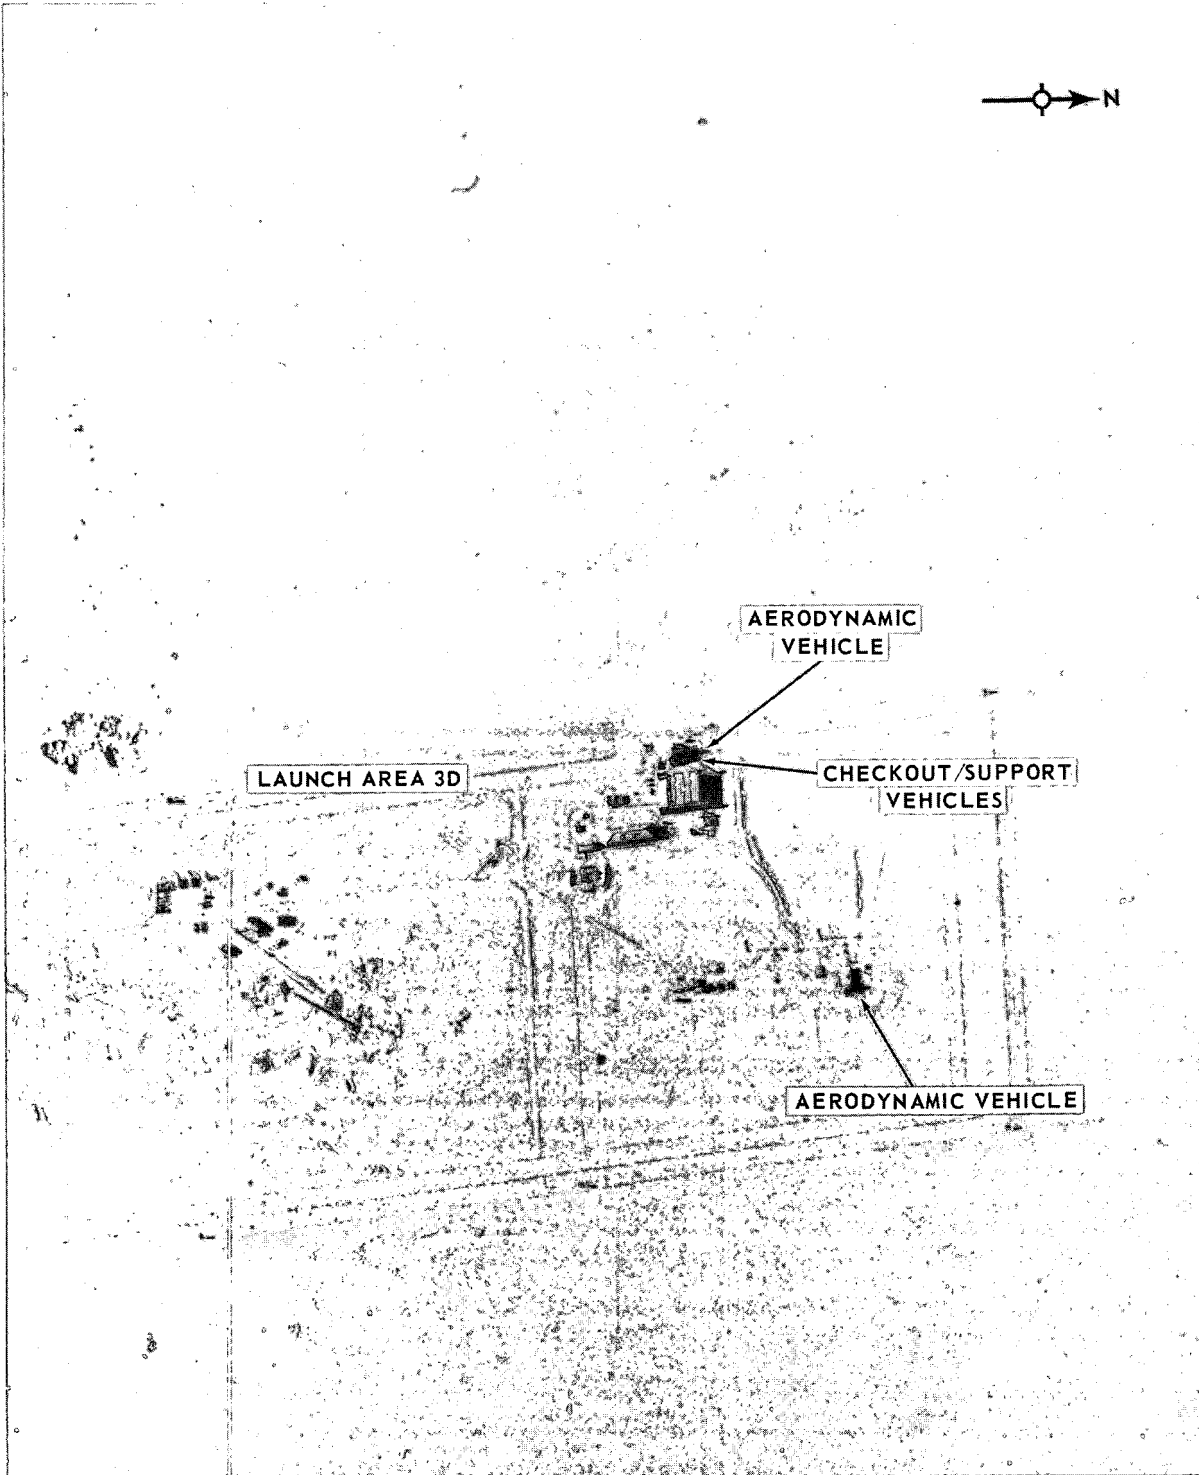 N
AERODYNAMIC
VEHICLE
LAUNCH AREA 3D
CHECKOUT/SUPPORT
VEHICLES
AERODYNAMIC VEHICLE